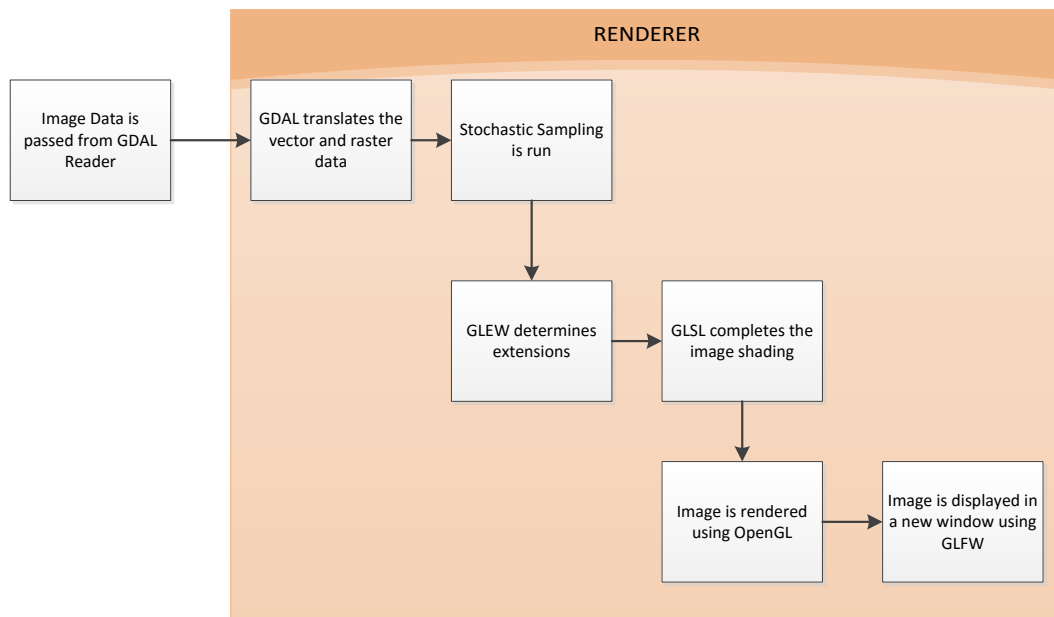 RENDERER
Image Data is
passed from GDAL
Reader
GDAL translates the
vector and raster
data
Stochastic Sampling
is run
GLEW determines
extensions
GLSL completes the
image shading
Image is rendered
using OpenGL
Image is displayed in
a new window using
GLFW